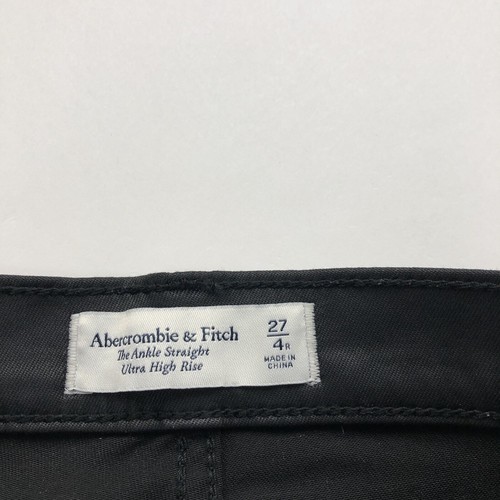 Abercrombie & Fitch
The Ankle Straight
Ultra High Rise
27
4R
MADE IN
CHINA